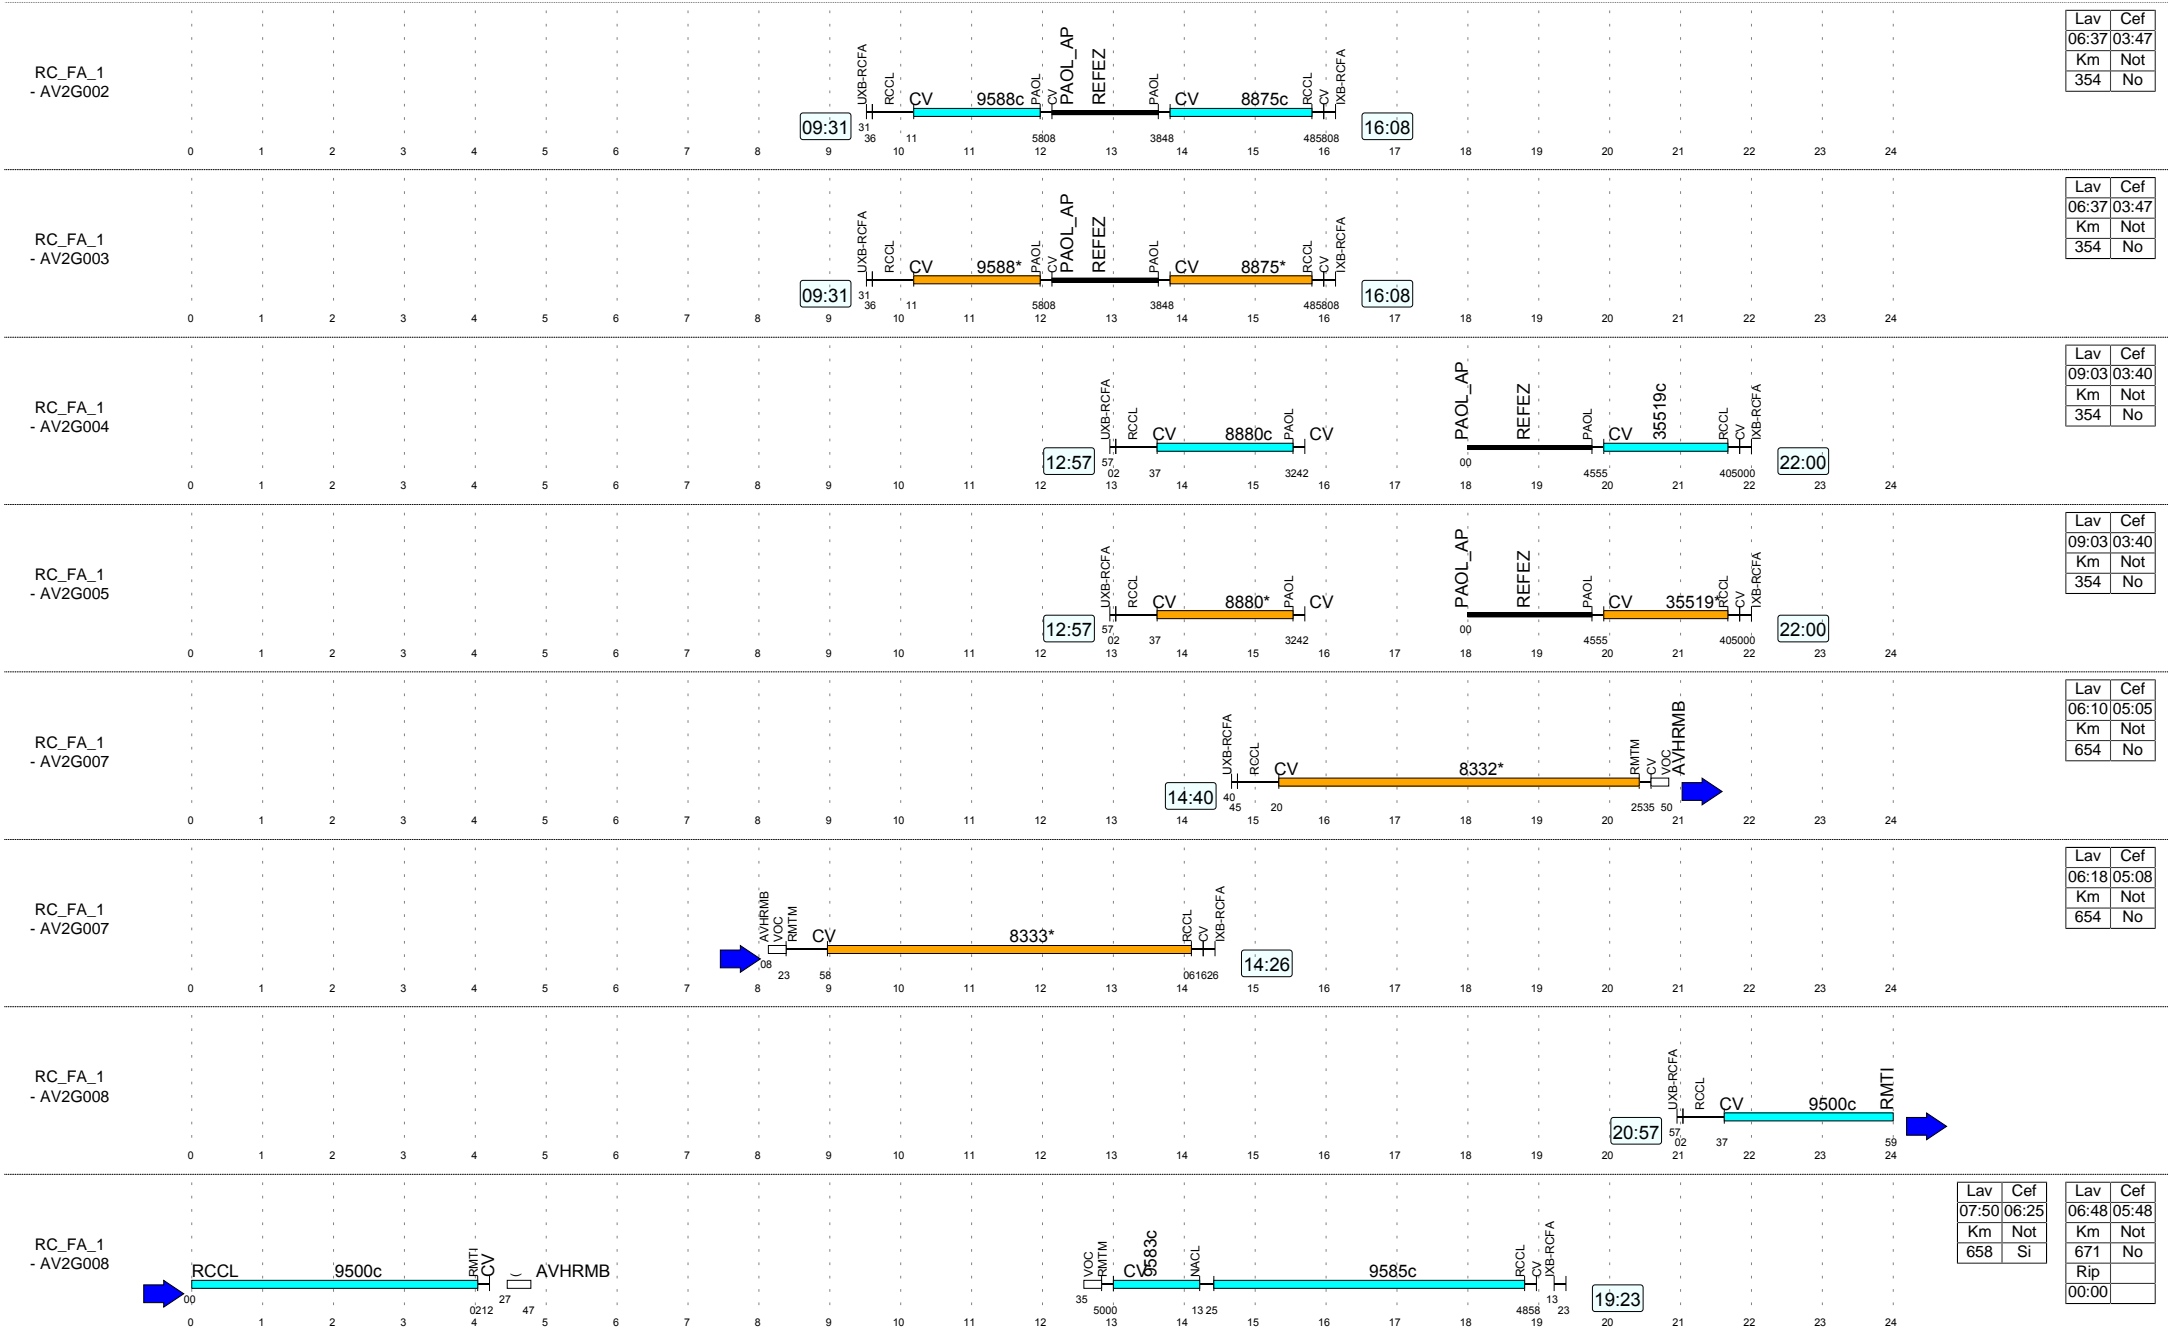 RC_FA_1
- AV2G002
09:31
UXB-RCFA
RCCL
CV
9588c
PAOL
CV
PAOL_AP
REFEZ
PAOL
CV
8875c
RCCL
CV
IXB-RCFA
16:08
31
36 11 5808 3848 485808
0 1 2 3 4 5 6 7 8 9 10 11 12 13 14 15 16 17 18 19 20 21 22 23 24
Lav Cef
06:37 03:47
Km Not
354 No
RC_FA_1
- AV2G003
09:31
UXB-RCFA
RCCL
CV
9588*
PAOL
CV
PAOL_AP
REFEZ
PAOL
CV
8875*
RCCL
CV
IXB-RCFA
16:08
31
36 11 5808 3848 485808
0 1 2 3 4 5 6 7 8 9 10 11 12 13 14 15 16 17 18 19 20 21 22 23 24
Lav Cef
06:37 03:47
Km Not
354 No
RC_FA_1
- AV2G004
12:57
UXB-RCFA
RCCL
CV
8880c
PAOL
CV
PAOL_AP
REFEZ
PAOL
CV
35519c
RCCL
CV
IXB-RCFA
22:00
57 00
02 37 3242 4555 405000
0 1 2 3 4 5 6 7 8 9 10 11 12 13 14 15 16 17 18 19 20 21 22 23 24
Lav Cef
09:03 03:40
Km Not
354 No
RC_FA_1
- AV2G005
12:57
UXB-RCFA
RCCL
CV
8880*
PAOL
CV
PAOL_AP
REFEZ
PAOL
CV
35519*
RCCL
CV
IXB-RCFA
22:00
57 00
02 37 3242 4555 405000
0 1 2 3 4 5 6 7 8 9 10 11 12 13 14 15 16 17 18 19 20 21 22 23 24
Lav Cef
09:03 03:40
Km Not
354 No
RC_FA_1
- AV2G007
14:40
UXB-RCFA
RCCL
CV
8332*
RMTM
CV
VOC
AVHRMB
40
45 20 2535 50
0 1 2 3 4 5 6 7 8 9 10 11 12 13 14 15 16 17 18 19 20 21 22 23 24
Lav Cef
06:10 05:05
Km Not
654 No
RC_FA_1
- AV2G007
AVHRMB
VOC
RMTM
CV
8333*
RCCL
CV
IXB-RCFA
14:26
08
23 58 061626
0 1 2 3 4 5 6 7 8 9 10 11 12 13 14 15 16 17 18 19 20 21 22 23 24
Lav Cef
06:18 05:08
Km Not
654 No
RC_FA_1
- AV2G008
20:57
UXB-RCFA
RCCL
CV
9500c
RMTI
57
02 37 59
0 1 2 3 4 5 6 7 8 9 10 11 12 13 14 15 16 17 18 19 20 21 22 23 24
RC_FA_1
- AV2G008
RCCL
9500c
RMTI
CV
(
AVHRMB
VOC
RMTM
CV
9583c
NACL
9585c
RCCL
CV
IXB-RCFA
19:23
00 27 35 13
0212 47 5000 13 25 4858 23
0 1 2 3 4 5 6 7 8 9 10 11 12 13 14 15 16 17 18 19 20 21 22 23 24
Lav Cef
07:50 06:25
Km Not
658 Si
Lav Cef
06:48 05:48
Km Not
671 No
Rip
00:00